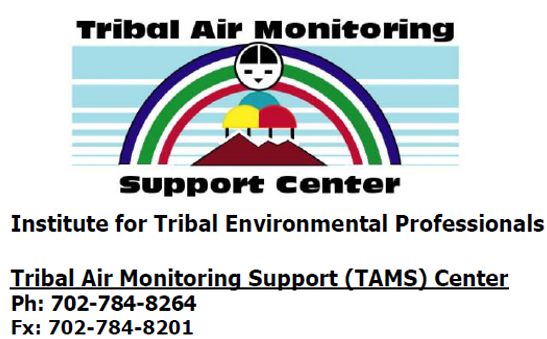 Tribal Air Monitoring
Support Center
Institute for Tribal Environmental Professionals
Tribal Air Monitoring Support (TAMS) Center
Ph: 702-784-8264
Fx: 702-784-8201